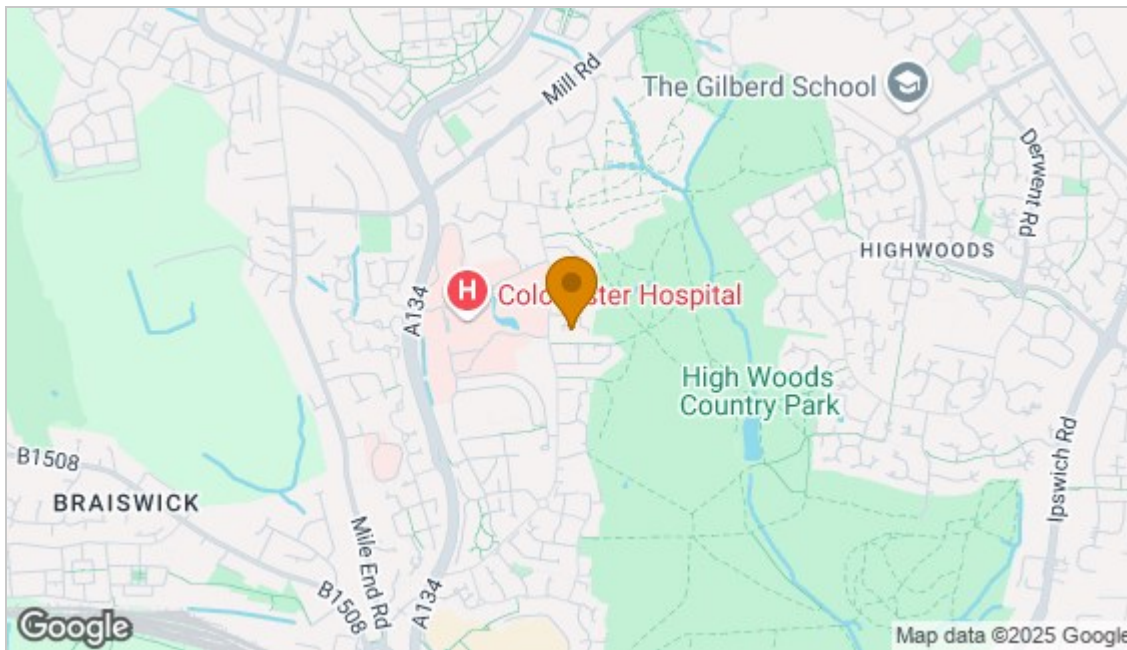 Mill Rd
The Gilberd School
Derwent Rd
HIGHWOODS
H
Colchester Hospital
A134
High Woods
Country Park
B1508
BRAISWICK
Ipswich Rd
Mile End Rd
B1508
A134
Google
Map data ©2025 Google